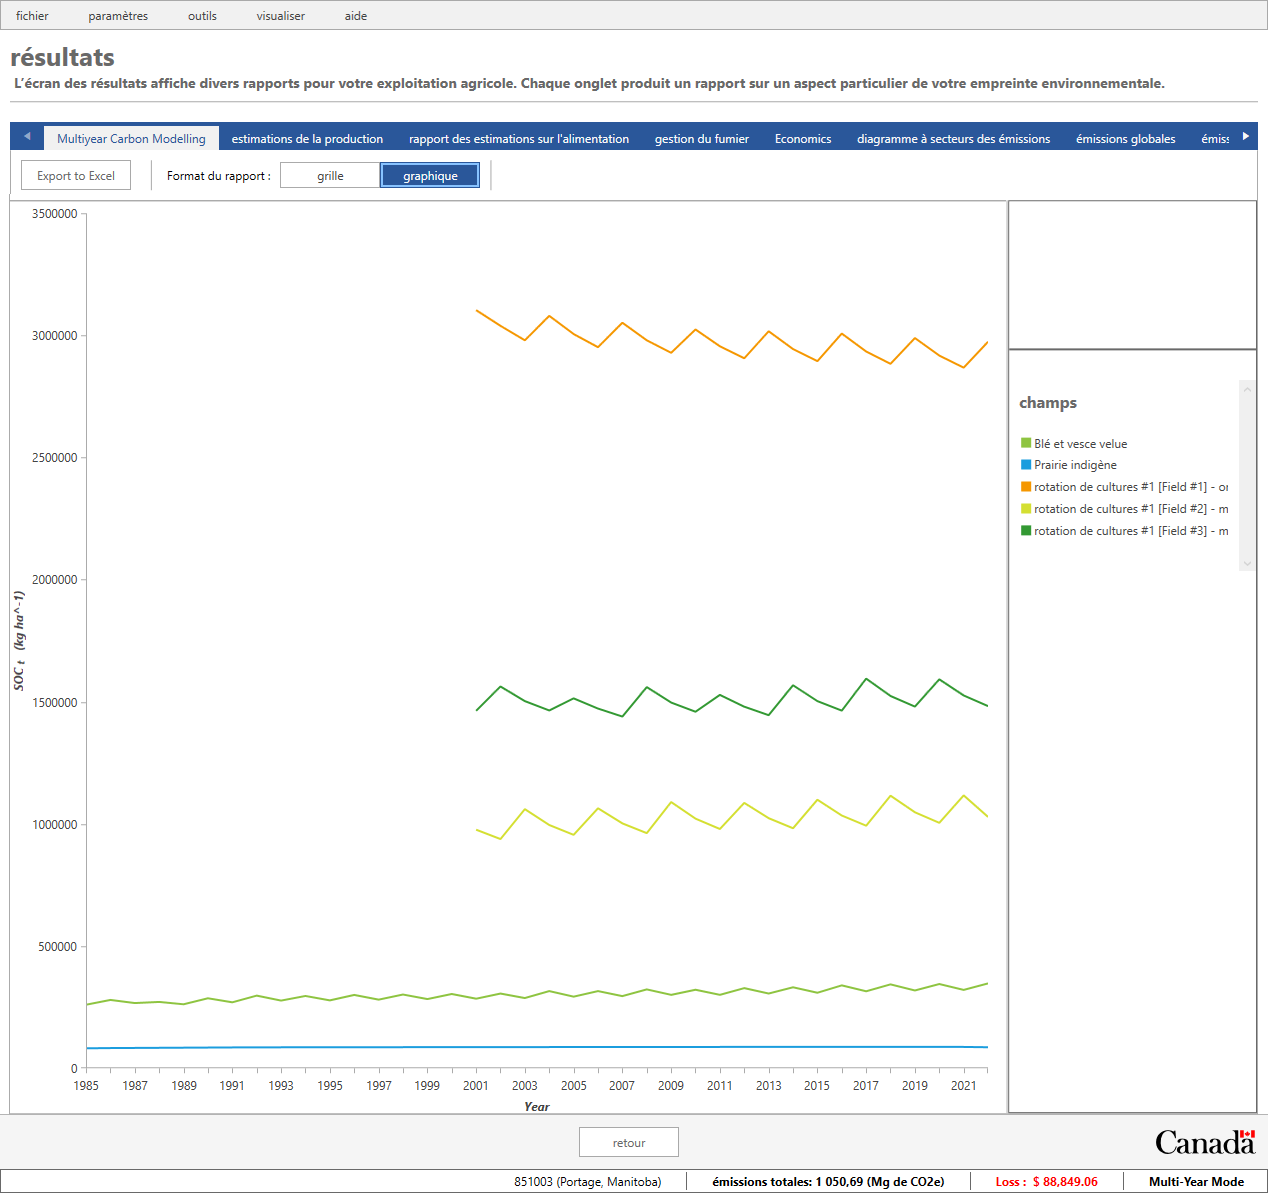 fichier paramètres outils visualiser aide
résultats
L'écran des résultats affiche divers rapports pour votre exploitation agricole. Chaque onglet produit un rapport sur un aspect particulier de votre empreinte environnementale.
Multiyear Carbon Modelling estimations de la production rapport des estimations sur l'alimentation gestion du fumier Economics diagramme à secteurs des émissions émissions globales émiss
Export to Excel Format du rapport : grille graphique
3500000
3000000
2500000
2000000
1500000
1000000
500000
0
SOC t (kg ha^-1)
1985 1987 1989 1991 1993 1995 1997 1999 2001 2003 2005 2007 2009 2011 2013 2015 2017 2019 2021
Year
champs
Blé et vesce velue
Prairie indigène
rotation de cultures #1 [Field #1] - or
rotation de cultures #1 [Field #2] - m
rotation de cultures #1 [Field #3] - m
retour
Canada
851003 (Portage, Manitoba) émissions totales: 1 050,69 (Mg de CO2e) Loss : $ 88,849.06 Multi-Year Mode